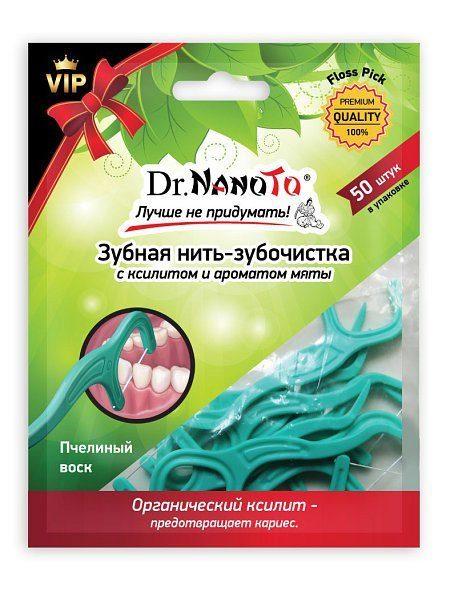 VIP
Floss Pick
PREMIUM
QUALITY
100%
50 штук
в упаковке
Dr.NANOTO®
Лучше не придумать!
Зубная нить-зубочистка
с ксилитом и ароматом мяты
Пчелиный
воск
Органический ксилит -
предотвращает кариес.